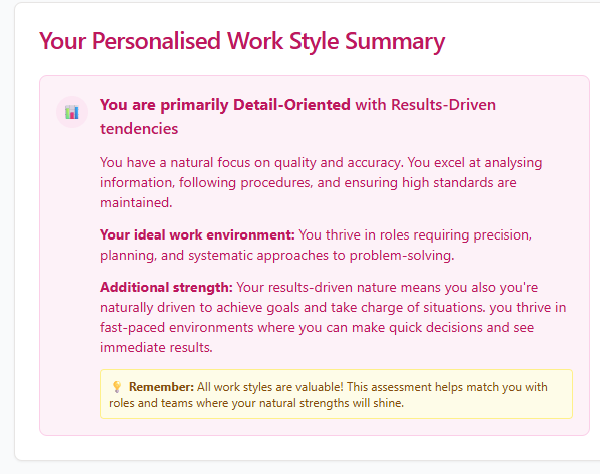 Your Personalised Work Style Summary
You are primarily Detail-Oriented with Results-Driven
tendencies
You have a natural focus on quality and accuracy. You excel at analysing
information, following procedures, and ensuring high standards are
maintained.
Your ideal work environment: You thrive in roles requiring precision,
planning, and systematic approaches to problem-solving.
Additional strength: Your results-driven nature means you also you're
naturally driven to achieve goals and take charge of situations. you thrive in
fast-paced environments where you can make quick decisions and see
immediate results.
Remember: All work styles are valuable! This assessment helps match you with
roles and teams where your natural strengths will shine.